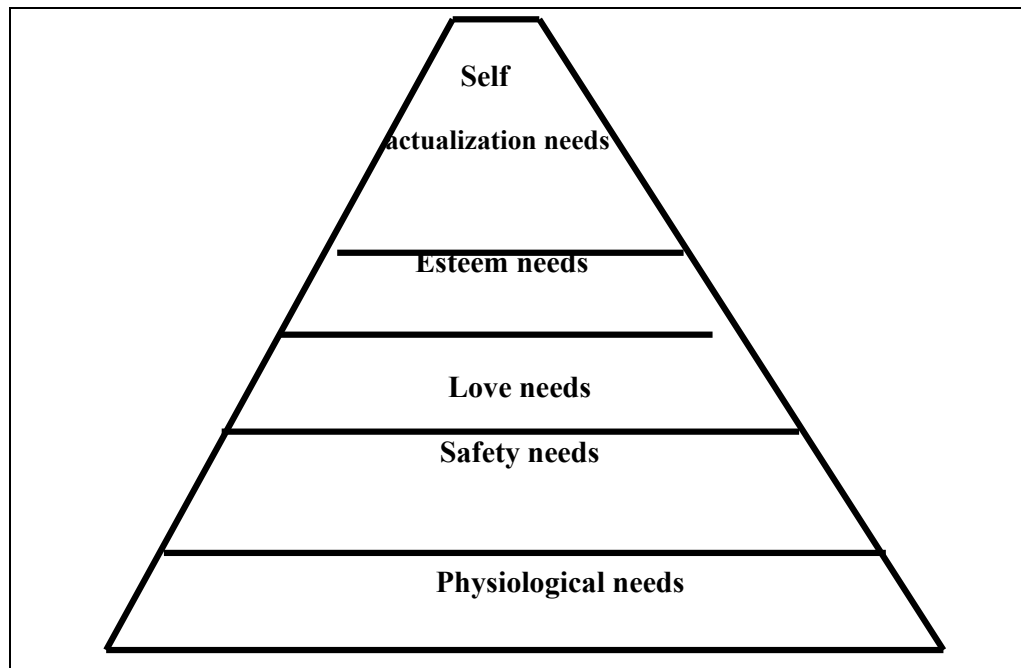 Self
actualization needs
Esteem needs
Love needs
Safety needs
Physiological needs